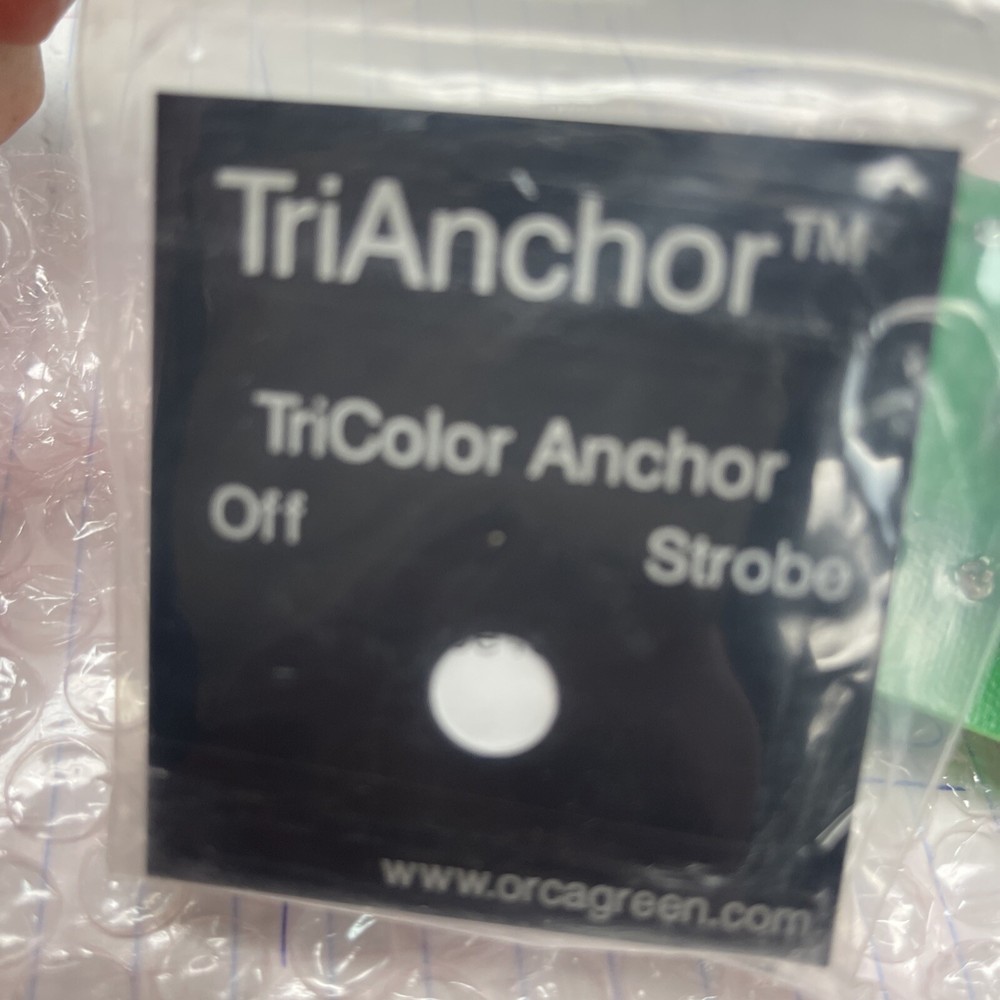 TriAnchor™
TriColor Anchor
Off Strobe
www.orcagreen.com